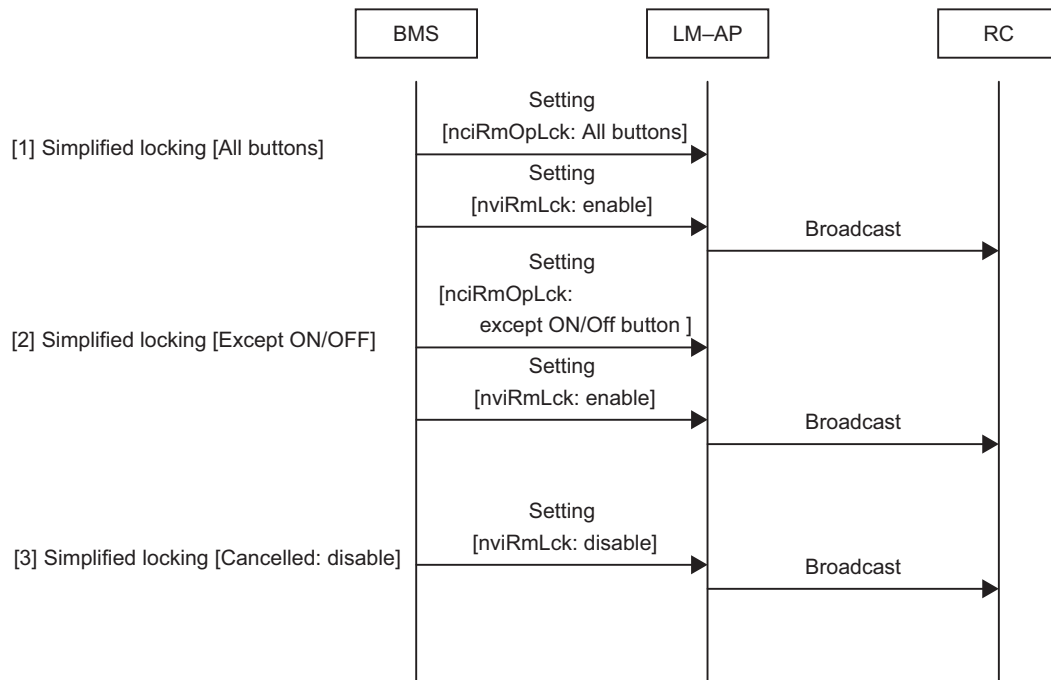 BMS
LM–AP
RC
Setting
[nciRmOpLck: All buttons]
[1] Simplified locking [All buttons]
Setting
[nviRmLck: enable]
Broadcast
Setting
[nciRmOpLck:
except ON/Off button ]
[2] Simplified locking [Except ON/OFF]
Setting
[nviRmLck: enable]
Broadcast
Setting
[nviRmLck: disable]
[3] Simplified locking [Cancelled: disable]
Broadcast